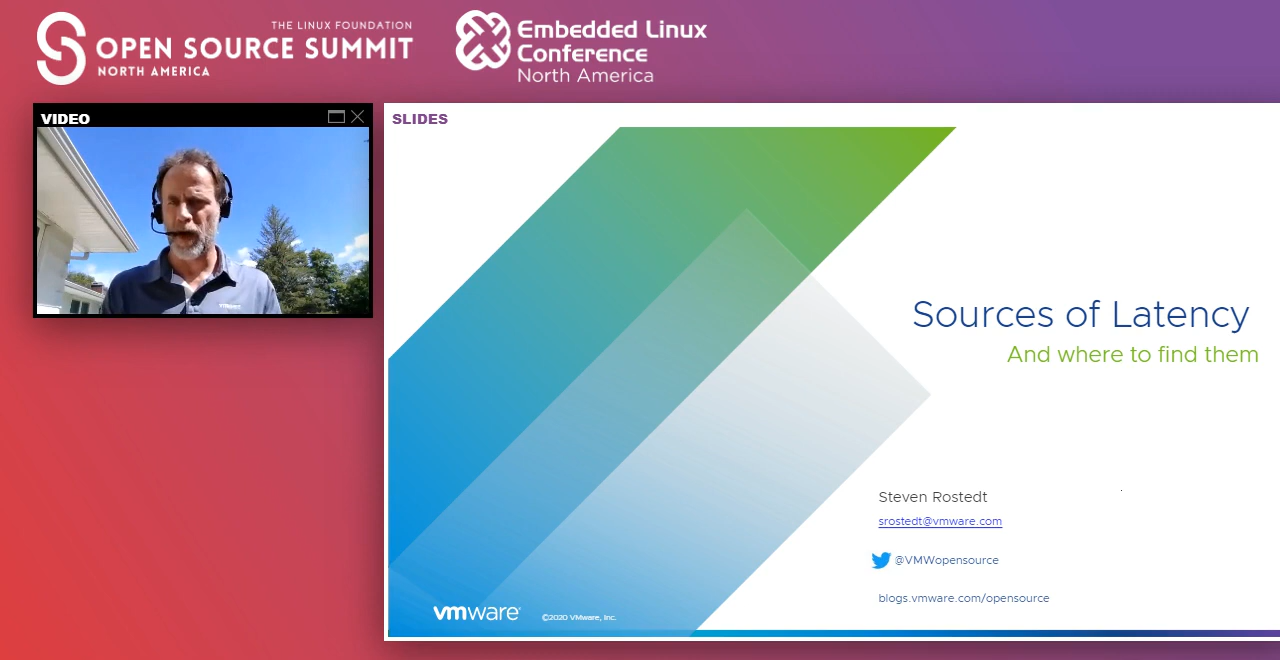 THE LINUX FOUNDATION
OPEN SOURCE SUMMIT
NORTH AMERICA
Embedded Linux
Conference
North America
VIDEO
SLIDES
Sources of Latency
And where to find them
Steven Rostedt
srostedt@vmware.com
@VMWopensource
blogs.vmware.com/opensource
vmware®
©2020 VMware, Inc.